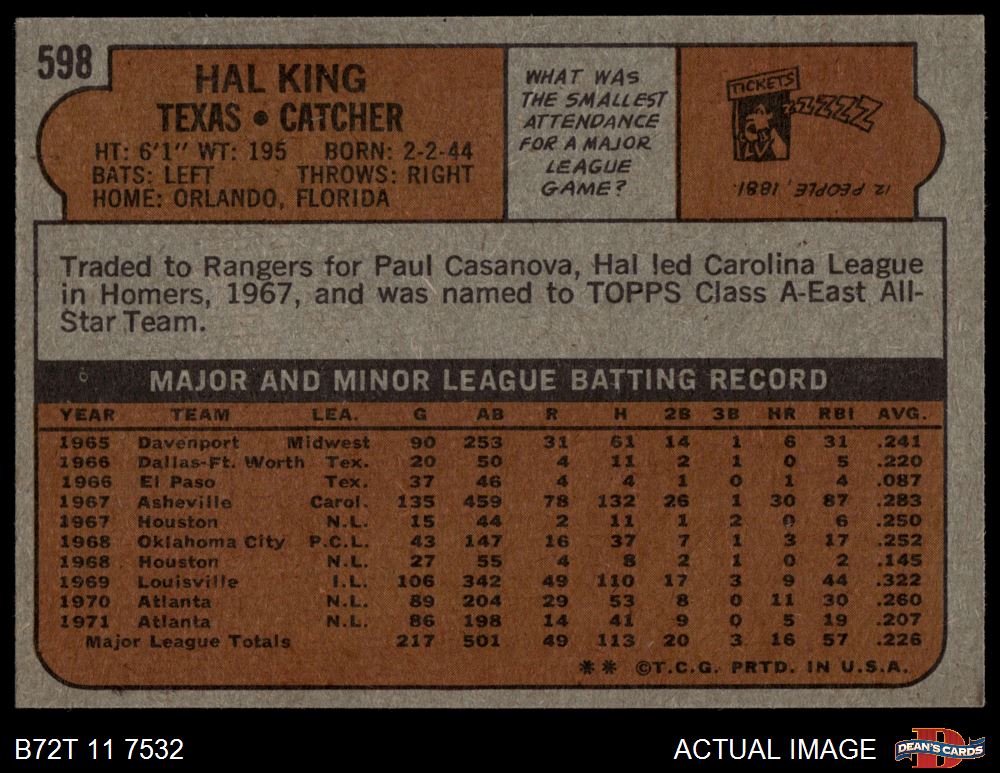 598
HAL KING
TEXAS • CATCHER
HT: 6'1" WT: 195 BORN: 2-2-44
BATS: LEFT THROWS: RIGHT
HOME: ORLANDO, FLORIDA
WHAT WAS
THE SMALLEST
ATTENDANCE
FOR A MAJOR
LEAGUE
GAME?
TICKETS
ZZZZZZ
12 PEOPLE, 1881.
Traded to Rangers for Paul Casanova, Hal led Carolina League
in Homers, 1967, and was named to TOPPS Class A-East All-
Star Team.
MAJOR AND MINOR LEAGUE BATTING RECORD
YEAR TEAM LEA. G AB R H 2B 3B HR RBI AVG.
1965 Davenport Midwest 90 253 31 61 14 1 6 31 .241
1966 Dallas-Ft. Worth Tex. 20 50 4 11 2 1 0 5 .220
1966 El Paso Tex. 37 46 4 4 1 0 1 4 .087
1967 Asheville Carol. 135 459 78 132 26 1 30 87 .283
1967 Houston N.L. 15 44 2 11 1 2 0 6 .250
1968 Oklahoma City P.C.L. 43 147 16 37 7 1 3 17 .252
1968 Houston N.L. 27 55 4 8 2 1 0 2 .145
1969 Louisville I.L. 106 342 49 110 17 3 9 44 .322
1970 Atlanta N.L. 89 204 29 53 8 0 11 30 .260
1971 Atlanta N.L. 86 198 14 41 9 0 5 19 .207
Major League Totals 217 501 49 113 20 3 16 57 .226
** ©T.C.G. PRTD. IN U.S.A.
B72T 11 7532
ACTUAL IMAGE
DEAN'S CARDS